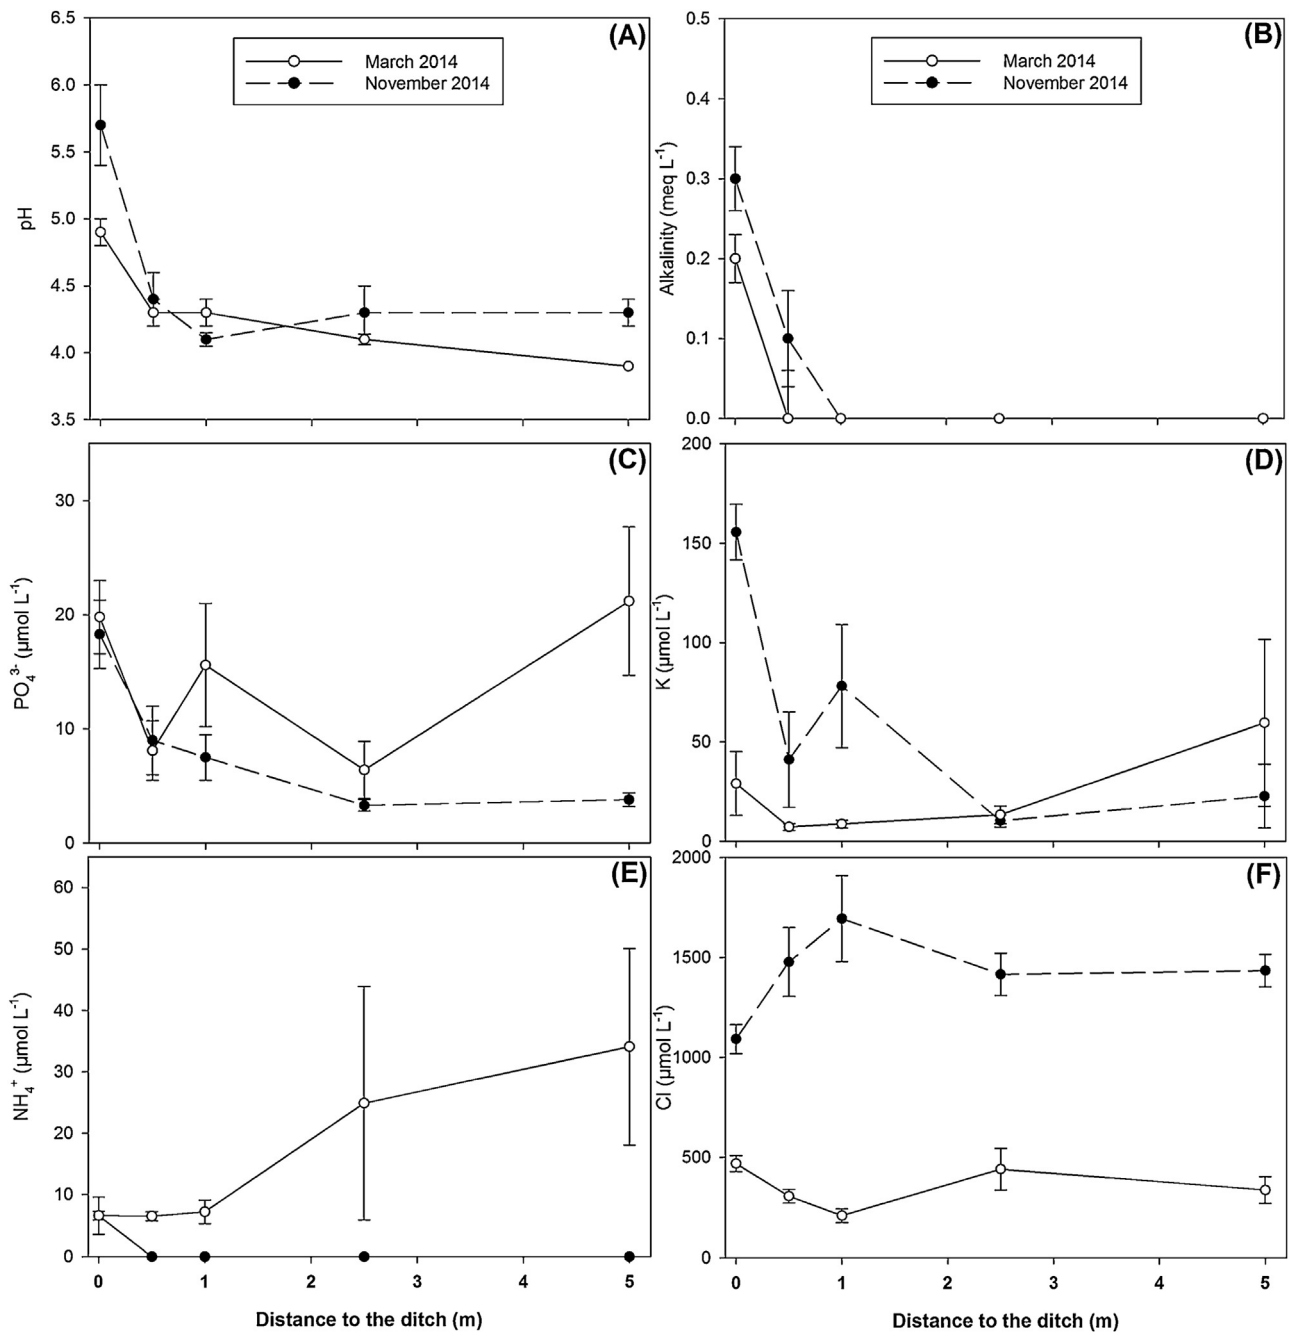 (A)
March 2014
November 2014
6.5
6.0
5.5
5.0
4.5
4.0
3.5
pH
(B)
March 2014
November 2014
0.5
0.4
0.3
0.2
0.1
0.0
Alkalinity (meq L⁻¹)
(C)
30
20
10
0
PO₄³⁻ (µmol L⁻¹)
(D)
200
150
100
50
0
K (µmol L⁻¹)
(E)
60
50
40
30
20
10
0
NH₄⁺ (µmol L⁻¹)
0 1 2 3 4 5
Distance to the ditch (m)
(F)
2000
1500
1000
500
0
Cl (µmol L⁻¹)
0 1 2 3 4 5
Distance to the ditch (m)